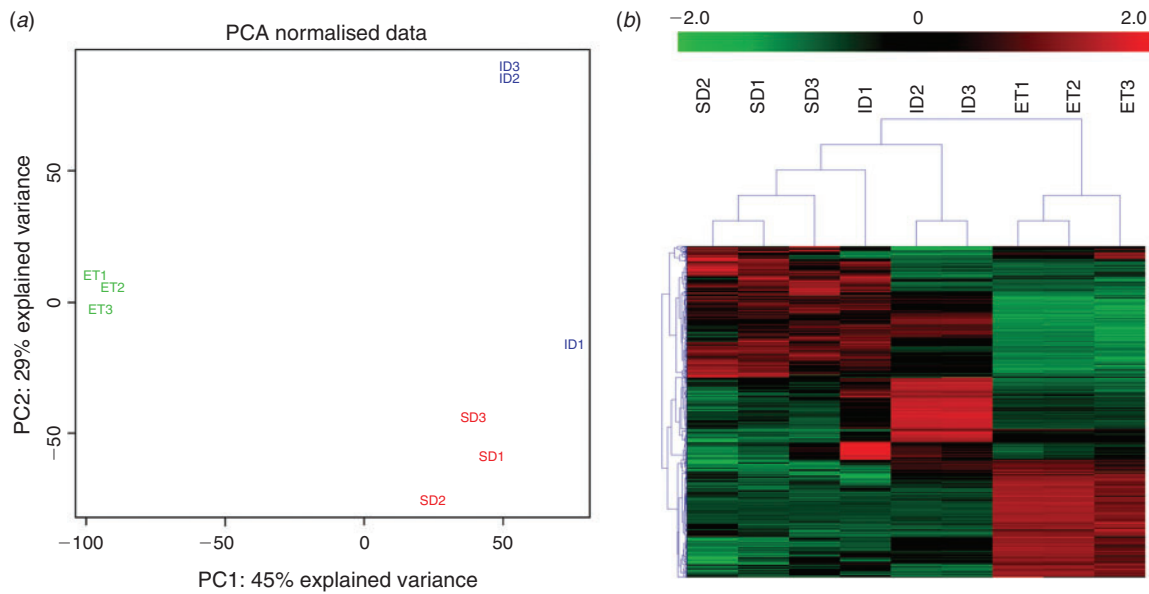 (a)
PCA normalised data
ID3
ID2
50
ET1
ET2
0
ET3
ID1
SD3
−50
SD1
SD2
−100
−50
0
50
PC1: 45% explained variance
PC2: 29% explained variance
(b)
−2.0
0
2.0
SD2
SD1
SD3
ID1
ID2
ID3
ET1
ET2
ET3